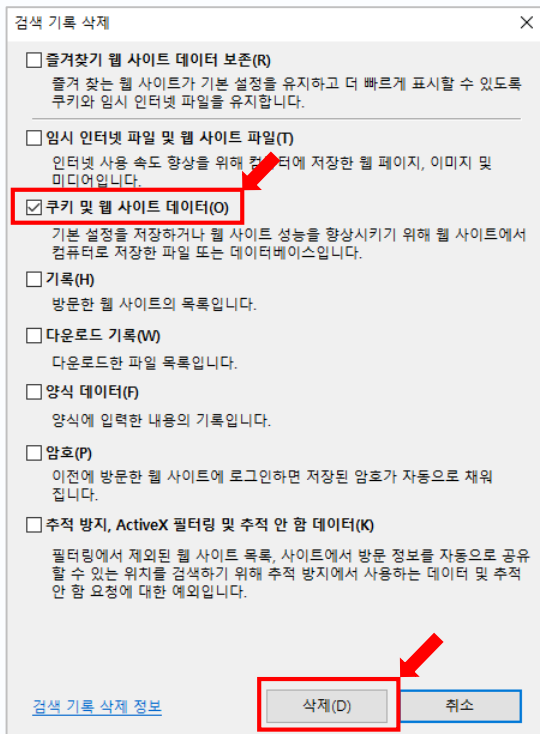 검색 기록 삭제
즐겨찾기 웹 사이트 데이터 보존(R)
즐겨 찾는 웹 사이트가 기본 설정을 유지하고 더 빠르게 표시할 수 있도록
쿠키와 임시 인터넷 파일을 유지합니다.
임시 인터넷 파일 및 웹 사이트 파일(T)
인터넷 사용 속도 향상을 위해 에 저장한 웹 페이지, 이미지 및
미디어입니다.
쿠키 및 웹 사이트 데이터(O)
기본 설정을 저장하거나 웹 사이트 성능을 향상시키기 위해 웹 사이트에서
컴퓨터로 저장한 파일 또는 데이터베이스입니다.
기록(H)
방문한 웹 사이트의 목록입니다.
다운로드 기록(W)
다운로드한 파일 목록입니다.
양식 데이터(F)
양식에 입력한 내용의 기록입니다.
암호(P)
이전에 방문한 웹 사이트에 로그인하면 저장된 암호가 자동으로 채워
집니다.
추적 방지, ActiveX 필터링 및 추적 안 함 데이터(K)
필터링에서 제외된 웹 사이트 목록, 사이트에서 방문 정보를 자동으로 공유
할 수 있는 위치를 검색하기 위해 추적 방지에서 사용하는 데이터 및 추적
안 함 요청에 대한 예외입니다.
검색 기록 삭제 정보
삭제(D)
취소